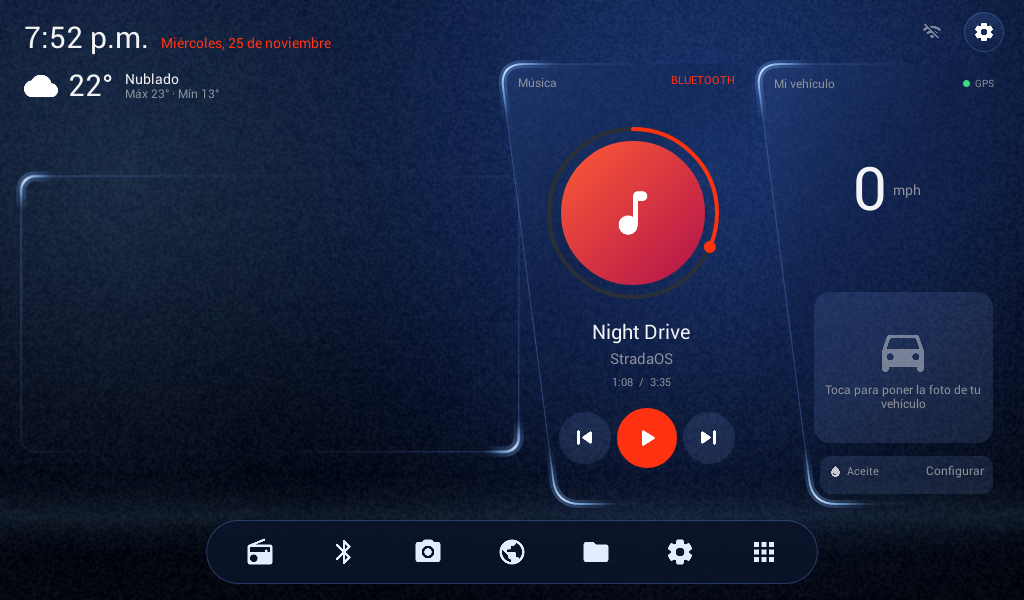 7:52 p.m.
Miércoles, 25 de noviembre
22°
Nublado
Máx 23° · Mín 13°
Música
BLUETOOTH
Night Drive
StradaOS
1:08 / 3:35
Mi vehículo
GPS
0 mph
Toca para poner la foto de tu
vehículo
Aceite
Configurar